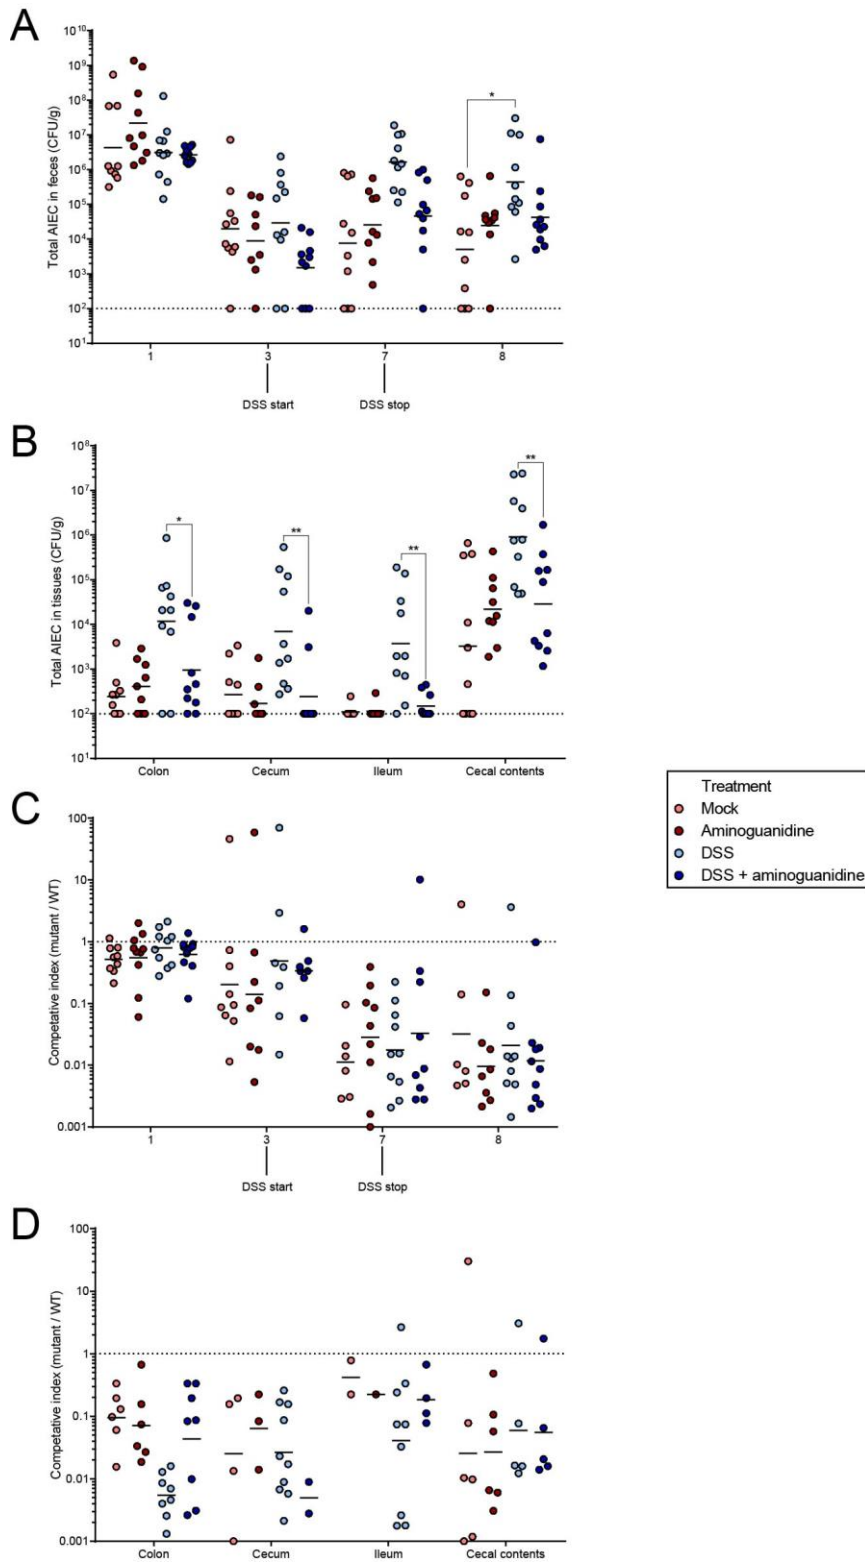 A
Total AIEC in feces (CFU/g)
10^10
10^9
10^8
10^7
10^6
10^5
10^4
10^3
10^2
10^1
*
1 3 7 8
DSS start DSS stop
B
Total AIEC in tissues (CFU/g)
10^8
10^7
10^6
10^5
10^4
10^3
10^2
10^1
* ** ** **
Colon Cecum Ileum Cecal contents
Treatment
Mock
Aminoguanidine
DSS
DSS + aminoguanidine
C
Competative index (mutant / WT)
100
10
1
0.1
0.01
0.001
1 3 7 8
DSS start DSS stop
D
Competative index (mutant / WT)
100
10
1
0.1
0.01
0.001
Colon Cecum Ileum Cecal contents